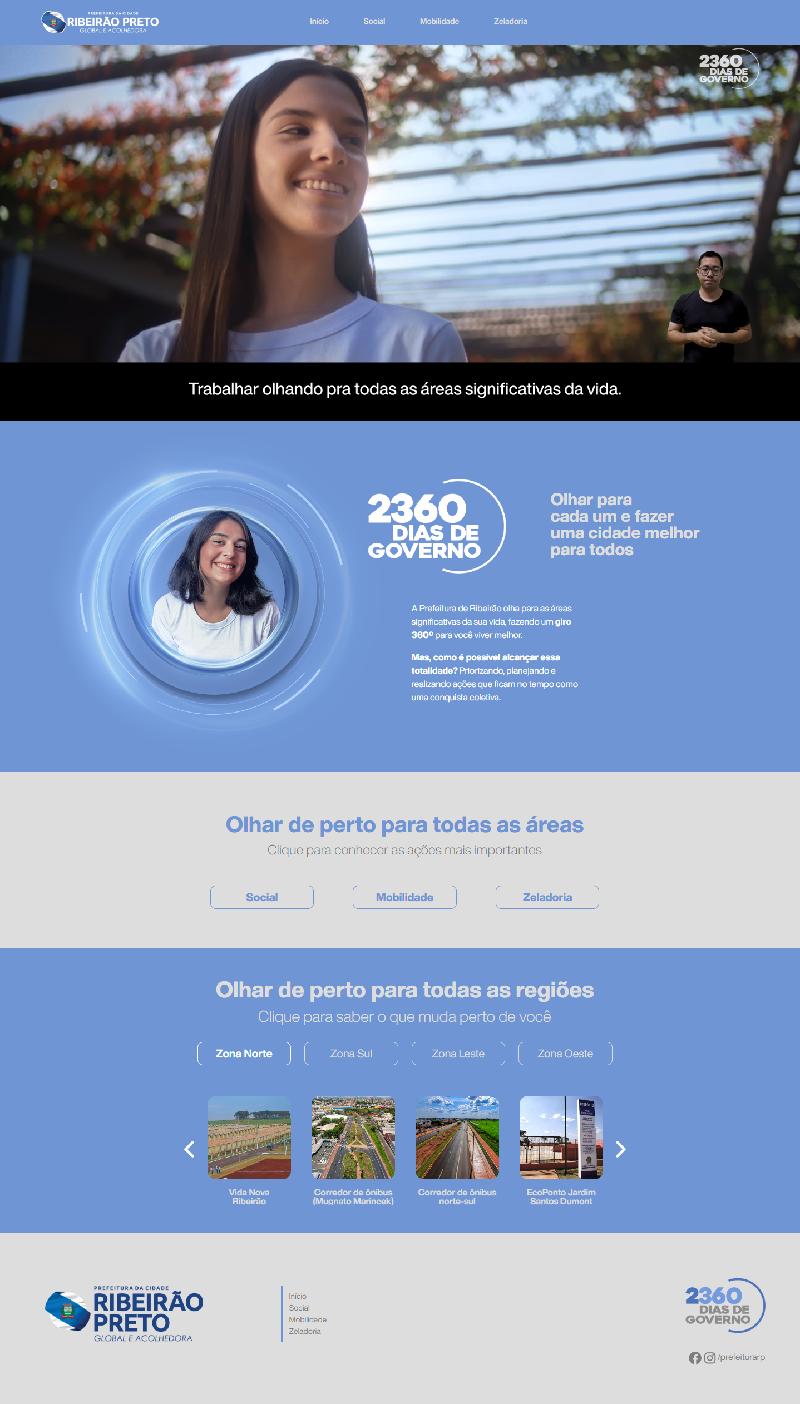 PREFEITURA DA CIDADE
RIBEIRÃO PRETO
GLOBAL E ACOLHEDORA
Início
Social
Mobilidade
Zeladoria
2360
DIAS DE
GOVERNO
Trabalhar olhando pra todas as áreas significativas da vida.
2360
DIAS DE
GOVERNO
Olhar para
cada um e fazer
uma cidade melhor
para todos
A Prefeitura de Ribeirão olha para as áreas
significativas da sua vida, fazendo um giro
360º para você viver melhor.
Mas, como é possível alcançar essa
totalidade? Priorizando, planejando e
realizando ações que ficam no tempo como
uma conquista coletiva.
Olhar de perto para todas as áreas
Clique para conhecer as ações mais importantes
Social
Mobilidade
Zeladoria
Olhar de perto para todas as regiões
Clique para saber o que muda perto de você
Zona Norte
Zona Sul
Zona Leste
Zona Oeste
Vida Nova
Ribeirão
Corredor de ônibus
(Mugnato Marincek)
Corredor de ônibus
norte-sul
EcoPonto Jardim
Santos Dumont
PREFEITURA DA CIDADE
RIBEIRÃO
PRETO
GLOBAL E ACOLHEDORA
Início
Social
Mobilidade
Zeladoria
2360
DIAS DE
GOVERNO
/prefeiturarp